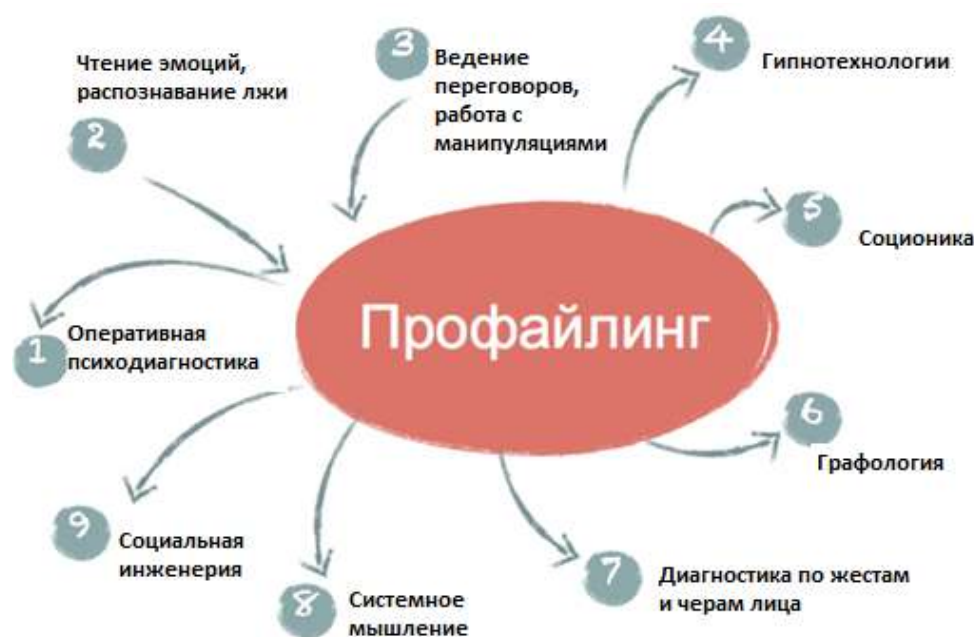 3
4
Чтение эмоций,
распознавание лжи
Ведение
переговоров,
работа с
манипуляциями
Гипнотехнологии
2
5
Соционика
Профайлинг
1
Оперативная
психодиагностика
6
Графология
9
Социальная
инженерия
7
Диагностика по жестам
и черам лица
8
Системное
мышление